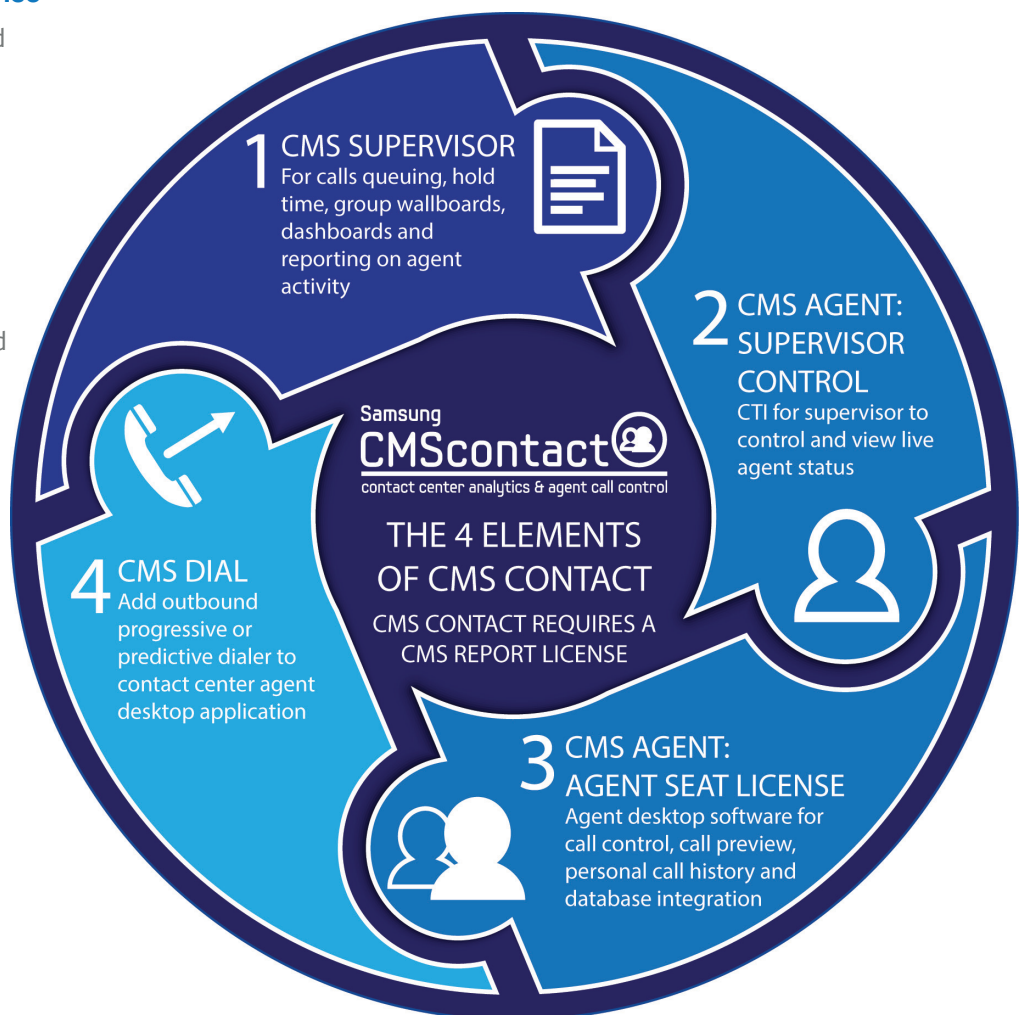 1 CMS SUPERVISOR
For calls queuing, hold
time, group wallboards,
dashboards and
reporting on agent
activity
2 CMS AGENT:
SUPERVISOR
CONTROL
CTI for supervisor to
control and view live
agent status
Samsung
CMScontact
contact center analytics & agent call control
THE 4 ELEMENTS
OF CMS CONTACT
CMS CONTACT REQUIRES A
CMS REPORT LICENSE
3 CMS AGENT:
AGENT SEAT LICENSE
Agent desktop software for
call control, call preview,
personal call history and
database integration
4 CMS DIAL
Add outbound
progressive or
predictive dialer to
contact center agent
desktop application